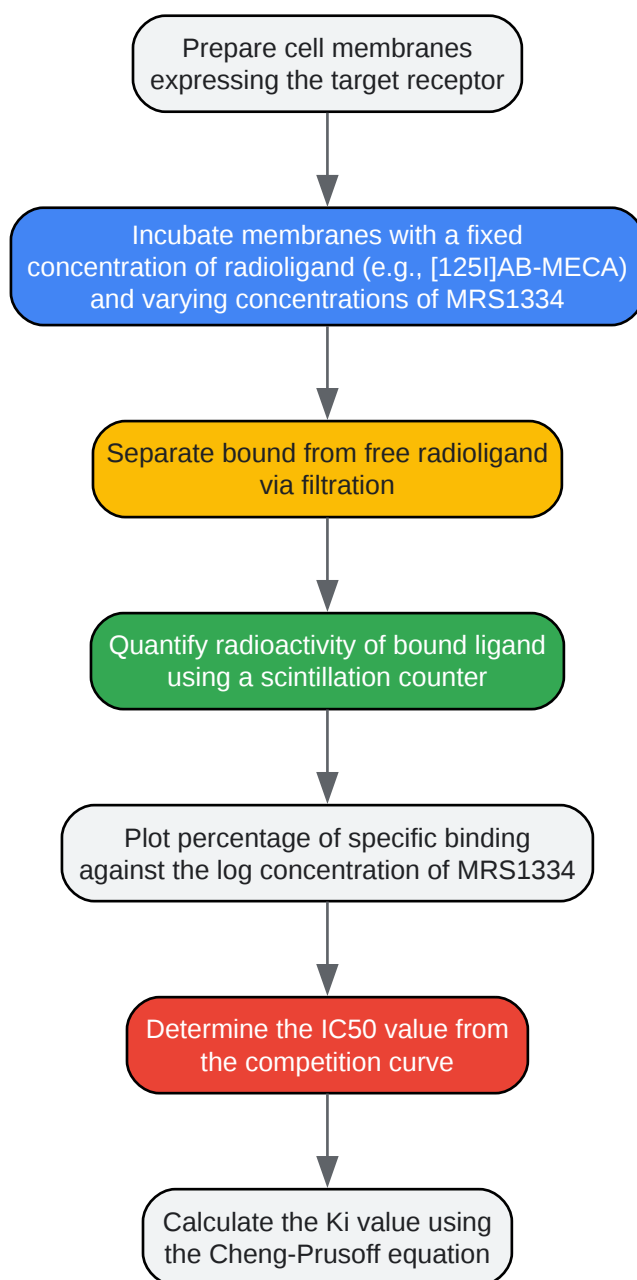 Prepare cell membranes
expressing the target receptor
Incubate membranes with a fixed
concentration of radioligand (e.g., [125I]AB-MECA)
and varying concentrations of MRS1334
Separate bound from free radioligand
via filtration
Quantify radioactivity of bound ligand
using a scintillation counter
Plot percentage of specific binding
against the log concentration of MRS1334
Determine the IC50 value from
the competition curve
Calculate the Ki value using
the Cheng-Prusoff equation